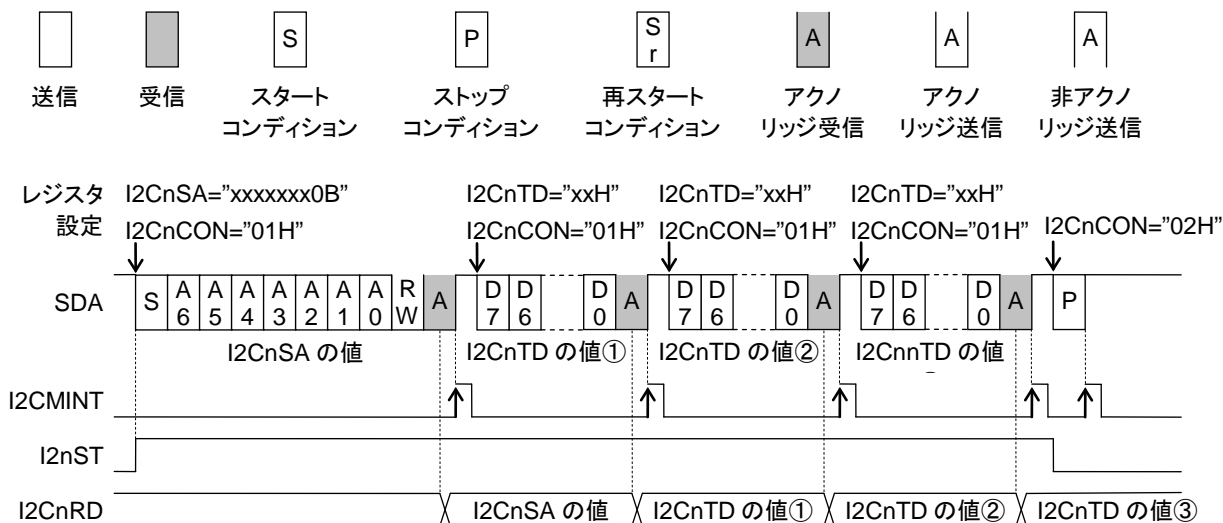 S
P
S
r
A
A
A
送信
受信
スタート
コンディション
ストップ
コンディション
再スタート
コンディション
アクノ
リッジ受信
アクノ
リッジ送信
非アクノ
リッジ送信
レジスタ
設定
I2CnSA="xxxxxxx0B"
I2CnCON="01H"
I2CnTD="xxH"
I2CnCON="01H"
I2CnTD="xxH"
I2CnCON="01H"
I2CnTD="xxH"
I2CnCON="01H"
I2CnCON="02H"
SDA
S
A
6
A
5
A
4
A
3
A
2
A
1
A
0
R
W
A
D
7
D
6
D
0
A
D
7
D
6
D
0
A
D
7
D
6
D
0
A
P
I2CnSA の値
I2CnTD の値①
I2CnTD の値②
I2CnnTD の値
I2CMINT
I2nST
I2CnRD
I2CnSA の値
I2CnTD の値①
I2CnTD の値②
I2CnTD の値③